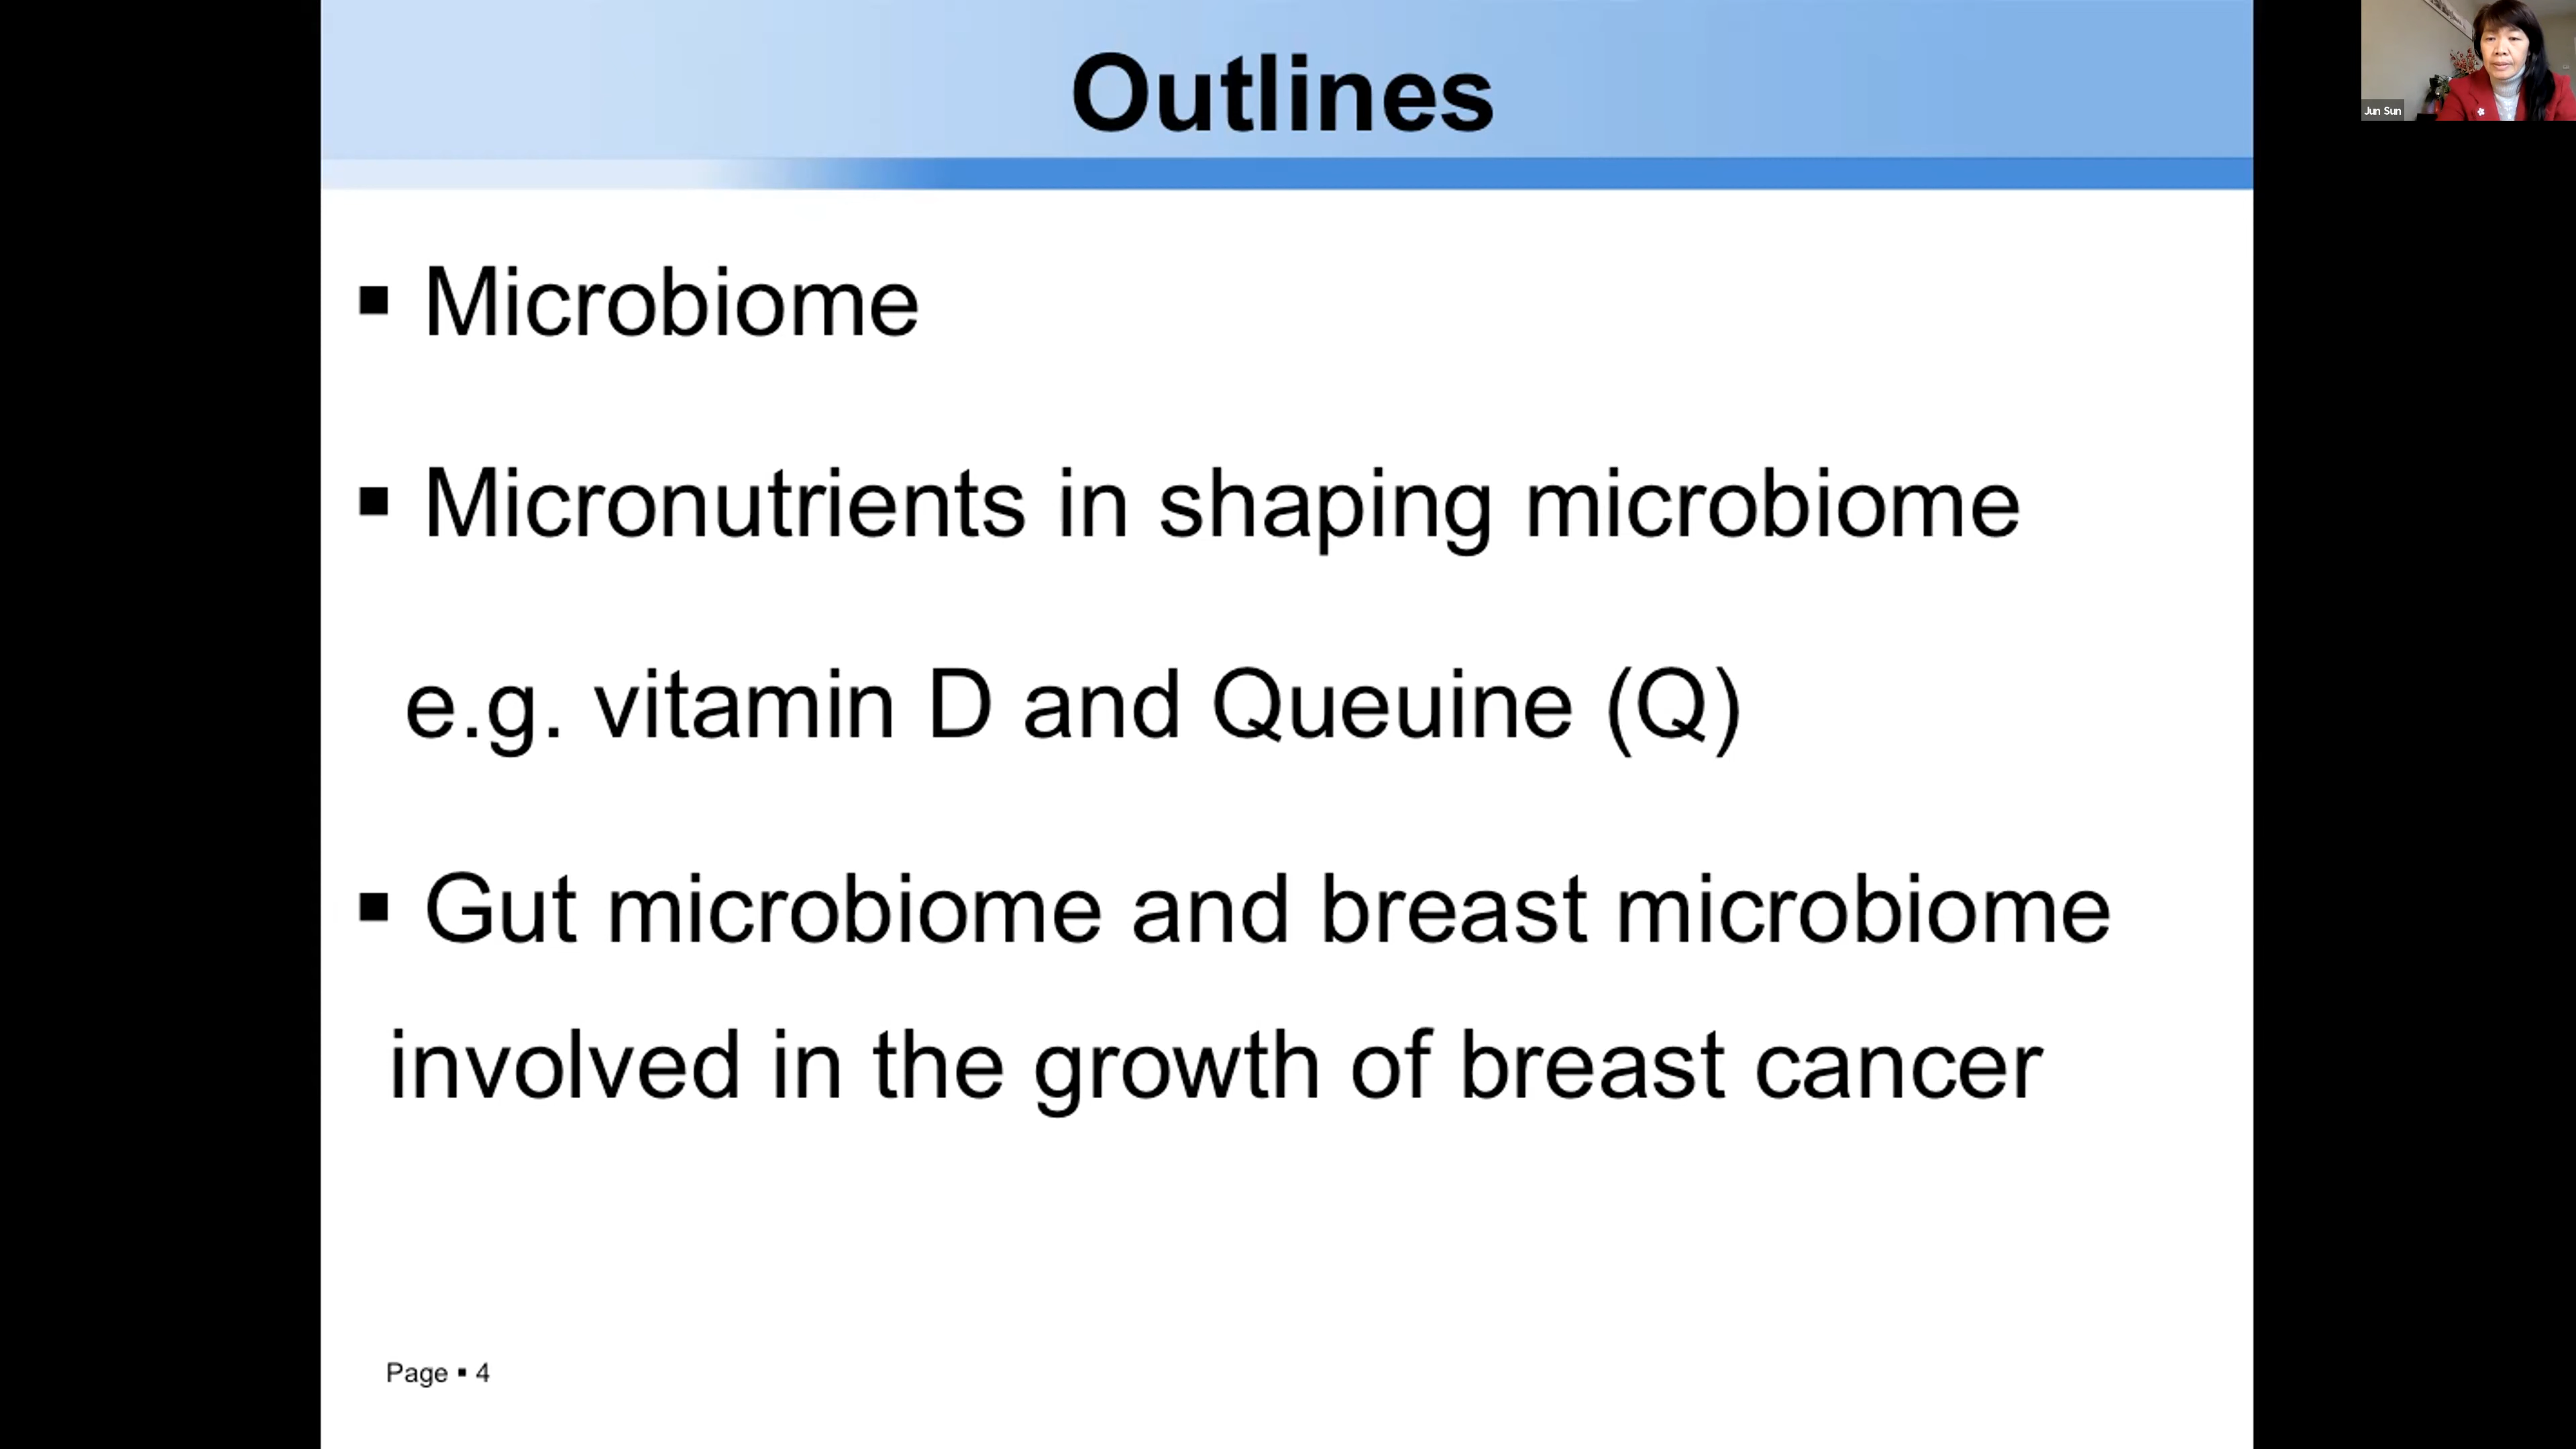 Outlines
Jun Sun
▪ Microbiome
▪ Micronutrients in shaping microbiome
e.g. vitamin D and Queuine (Q)
▪ Gut microbiome and breast microbiome
involved in the growth of breast cancer
Page ▪ 4